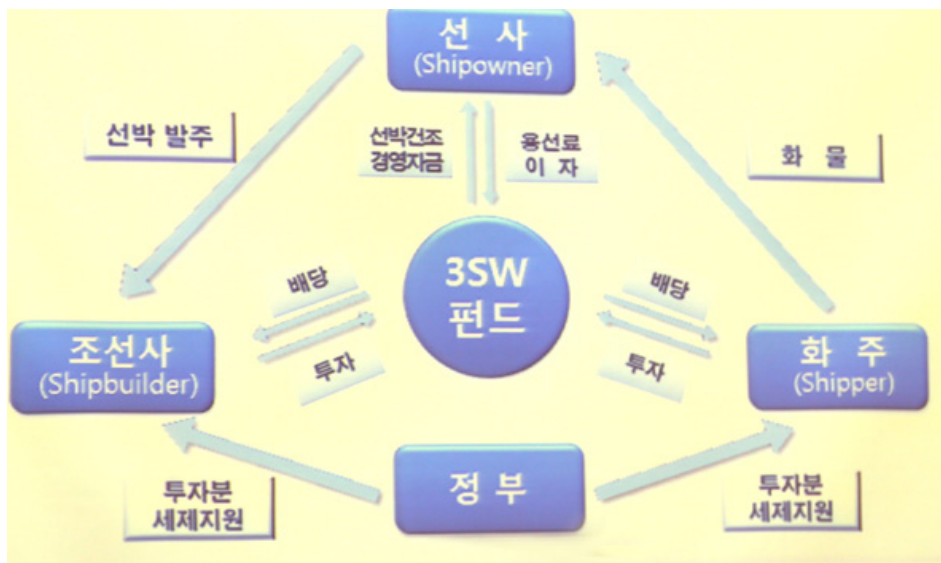 선 사
(Shipowner)
선박 발주
선박건조
경영자금
용선료
이 자
화 물
3SW
펀드
배당
투자
배당
투자
조선사
(Shipbuilder)
화 주
(Shipper)
정 부
투자분
세제지원
투자분
세제지원